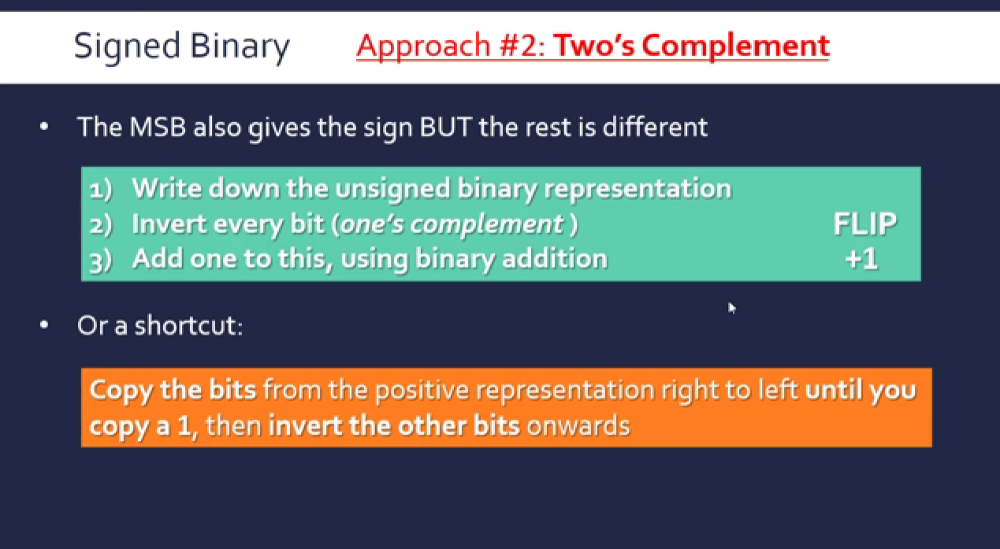 Signed Binary Approach #2: Two's Complement
• The MSB also gives the sign BUT the rest is different
1) Write down the unsigned binary representation
2) Invert every bit (one's complement ) FLIP
3) Add one to this, using binary addition +1
• Or a shortcut:
Copy the bits from the positive representation right to left until you
copy a 1, then invert the other bits onwards